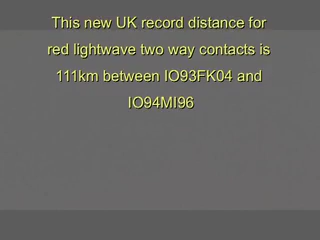 This new UK record distance for
red lightwave two way contacts is
111km between IO93FK04 and
IO94MI96